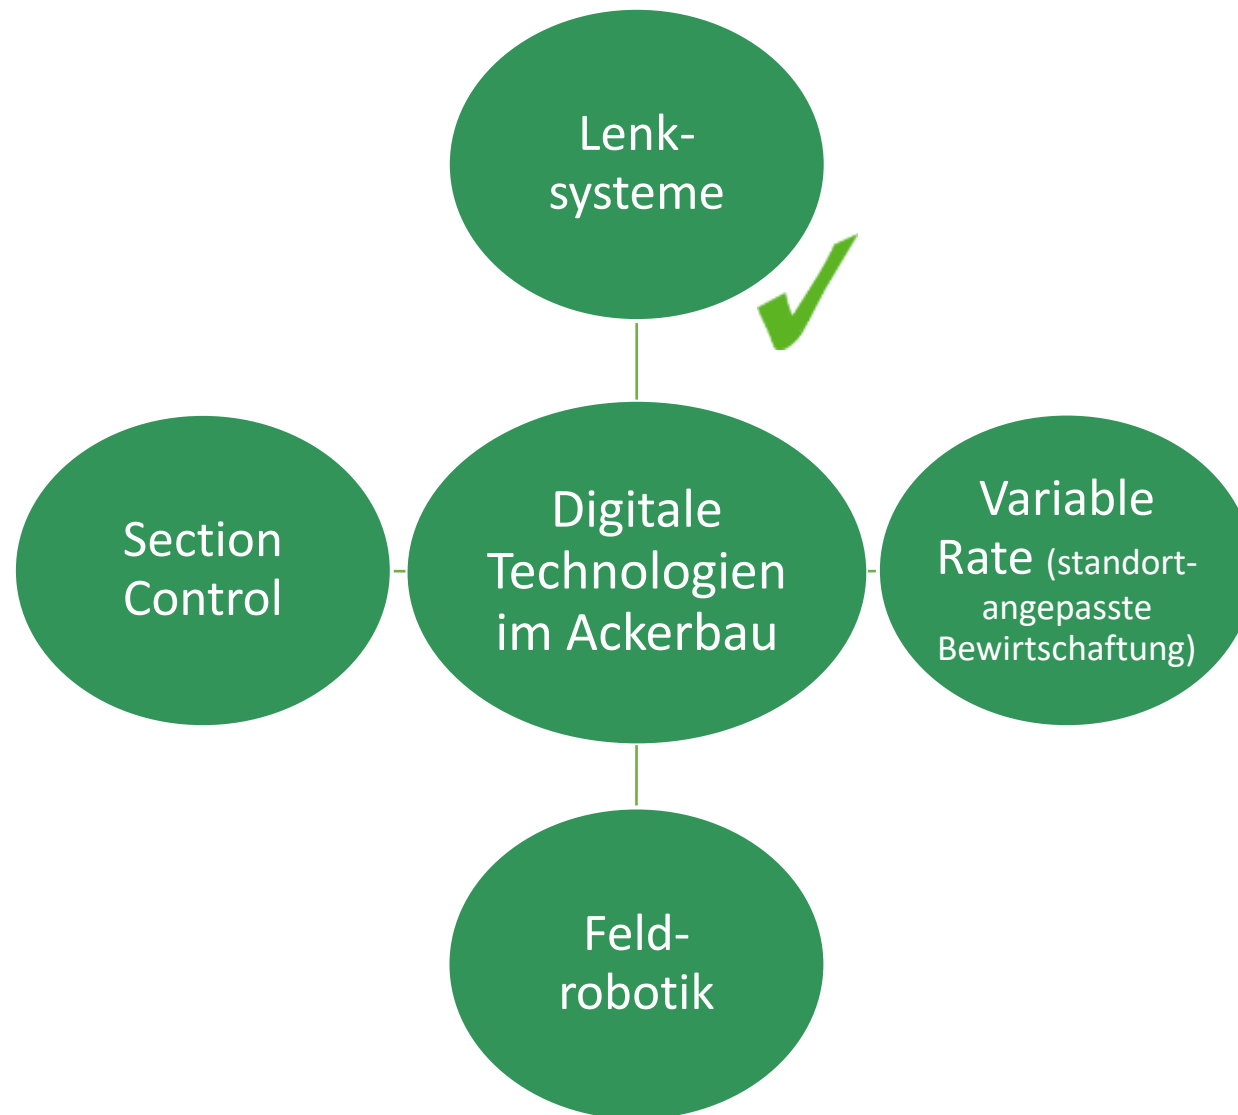 Lenk-
systeme
Section
Control
Digitale
Technologien
im Ackerbau
Variable
Rate (standort-
angepasste
Bewirtschaftung)
Feld-
robotik